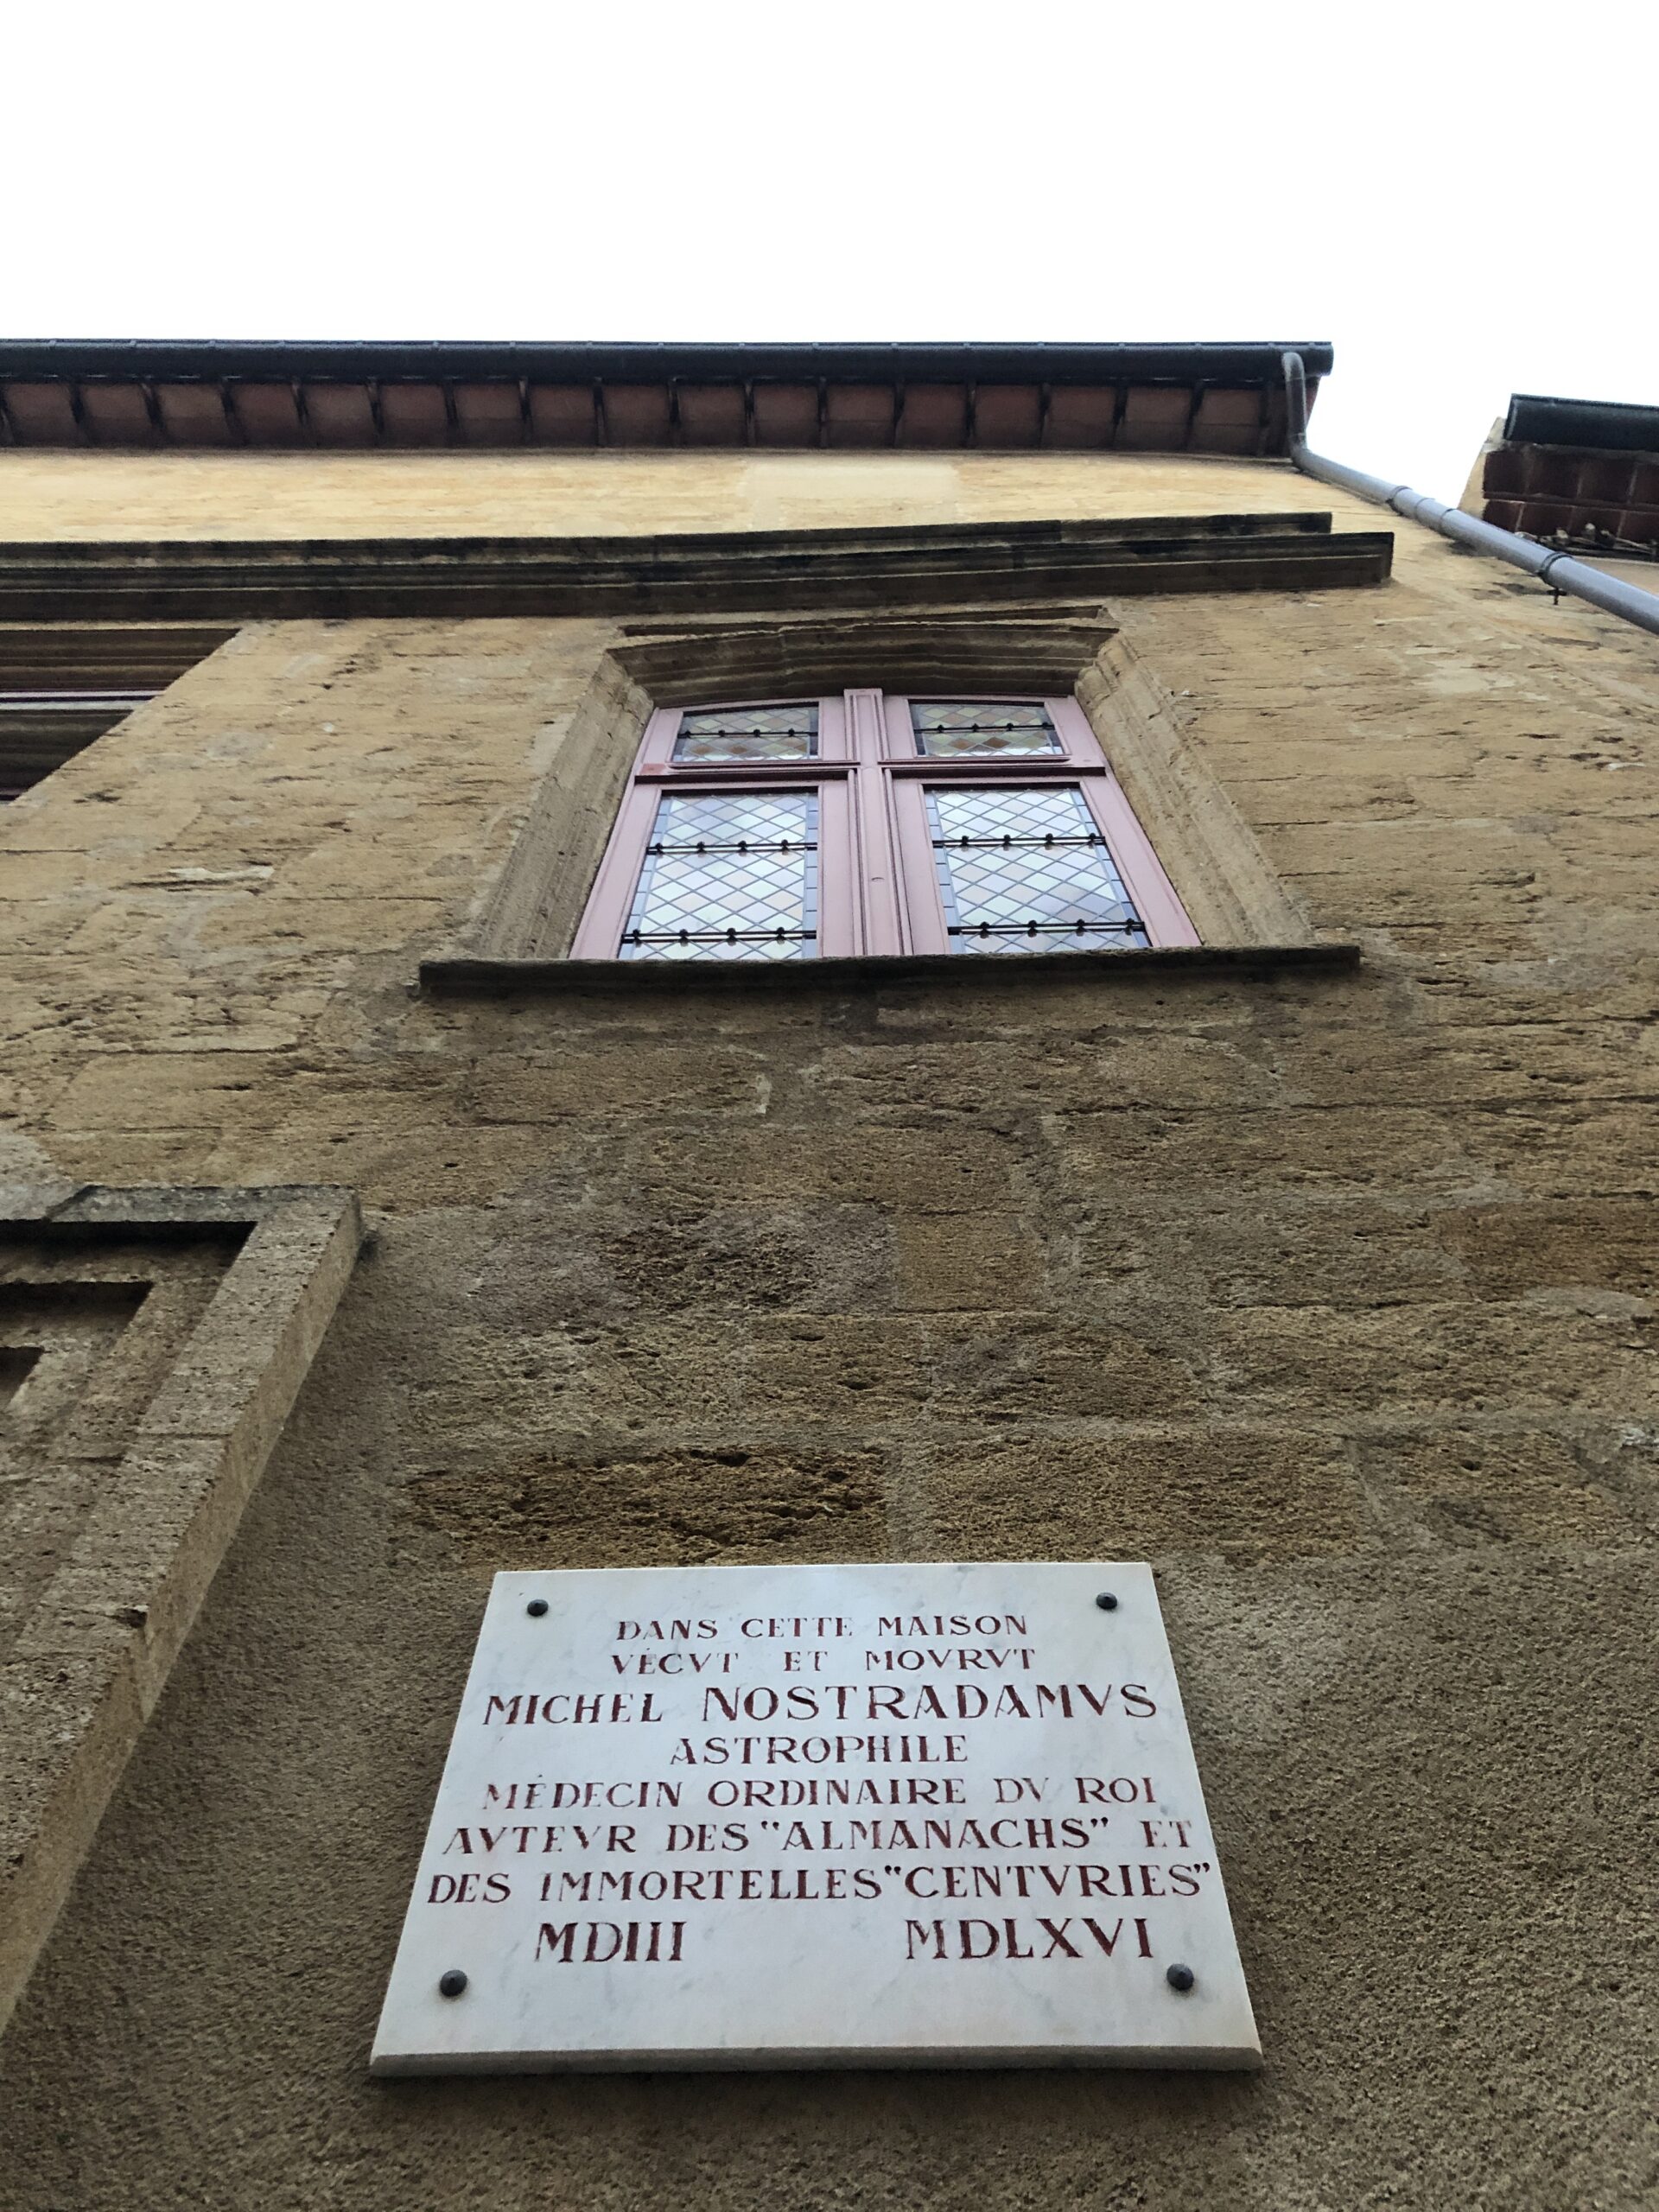 DANS CETTE MAISON
VÉCVT ET MOVRVT
MICHEL NOSTRADAMVS
ASTROPHILE
MÉDECIN ORDINAIRE DV ROI
AVTEVR DES "ALMANACHS" ET
DES IMMORTELLES "CENTVRIES"
MDIII MDLXVI